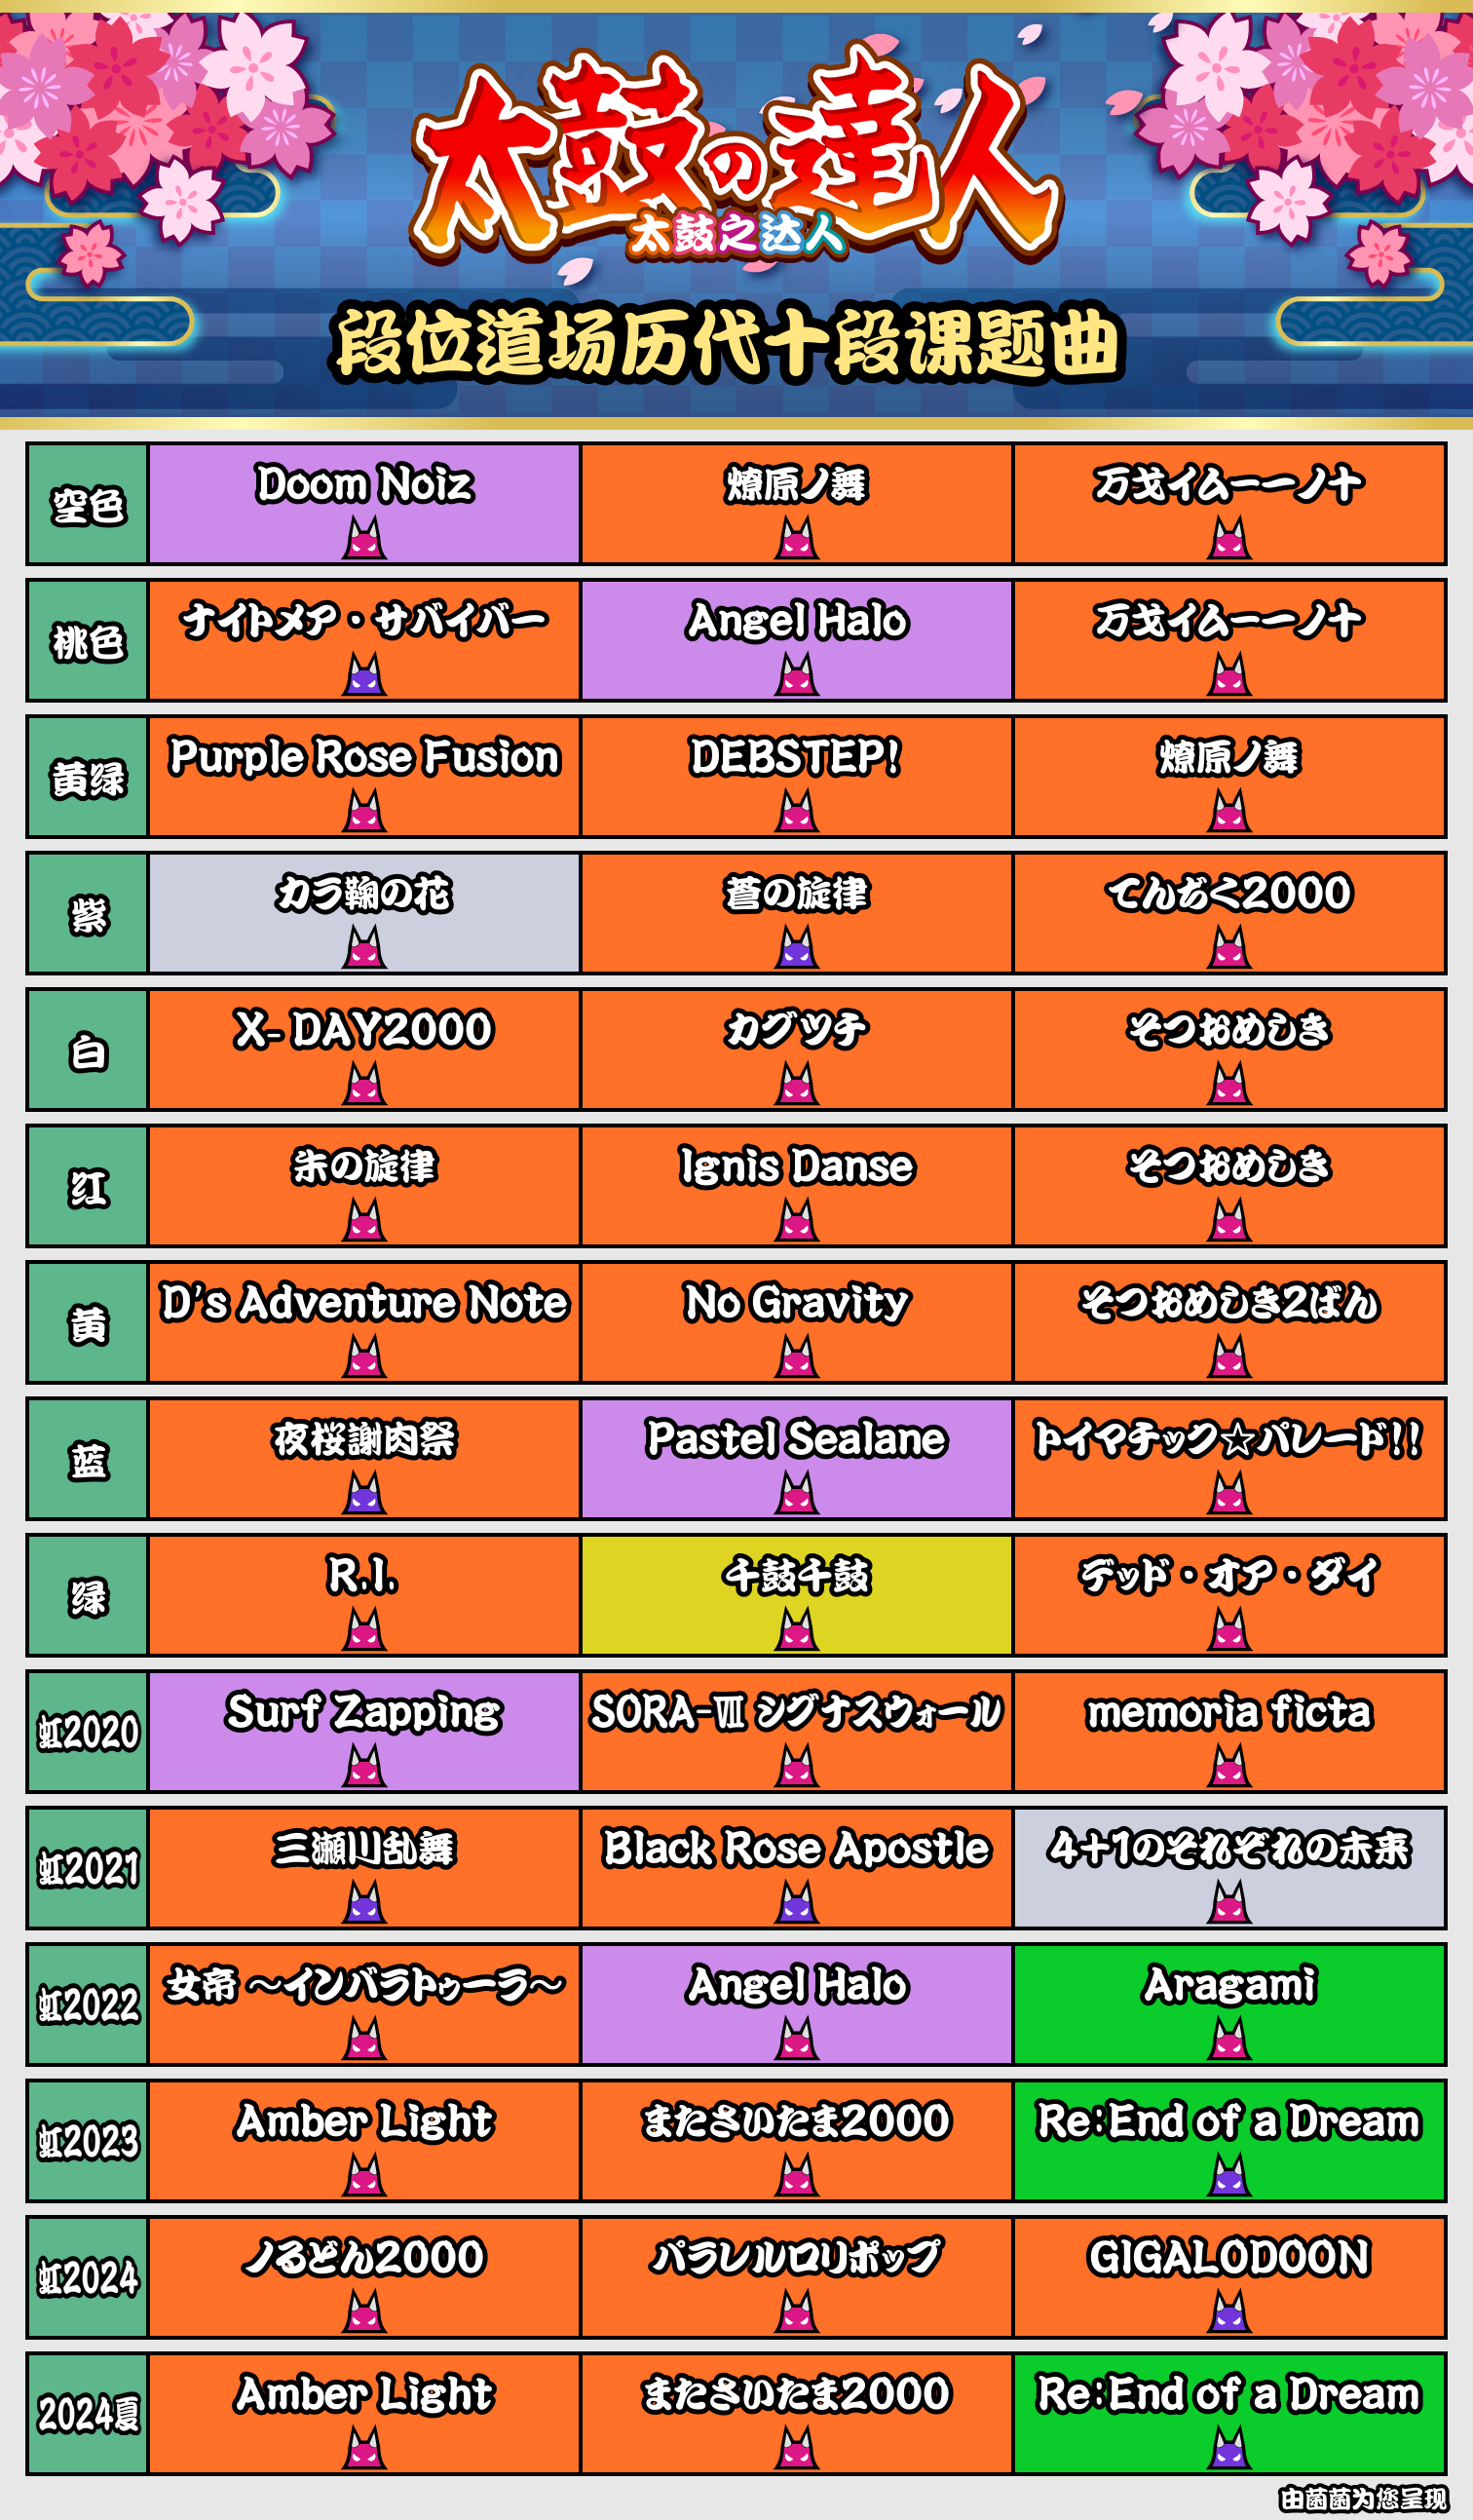 太鼓の達人
太鼓之达人
段位道场历代十段课题曲
空色 Doom Noiz 燎原ノ舞 万戈イムー一ノ十
桃色 ナイトメア・サバイバー Angel Halo 万戈イムー一ノ十
黄绿 Purple Rose Fusion DEBSTEP! 燎原ノ舞
紫 カラ鞠の花 蒼の旋律 てんぢく2000
白 X- DAY2000 カグツチ そつおめしき
红 朱の旋律 Ignis Danse そつおめしき
黄 D's Adventure Note No Gravity そつおめしき2ばん
蓝 夜桜謝肉祭 Pastel Sealane トイマチック☆パレード!!
绿 R.I. 千鼓千鼓 デッド・オア・ダイ
虹2020 Surf Zapping SORA-Ⅶ シグナスウォール memoria ficta
虹2021 三瀬川乱舞 Black Rose Apostle 4+1のそれぞれの未来
虹2022 女帝 ～インバラトゥーラ～ Angel Halo Aragami
虹2023 Amber Light またさいたま2000 Re:End of a Dream
虹2024 ノるどん2000 パラレルロリポップ GIGALODOON
2024夏 Amber Light またさいたま2000 Re:End of a Dream
由菌菌为您呈现